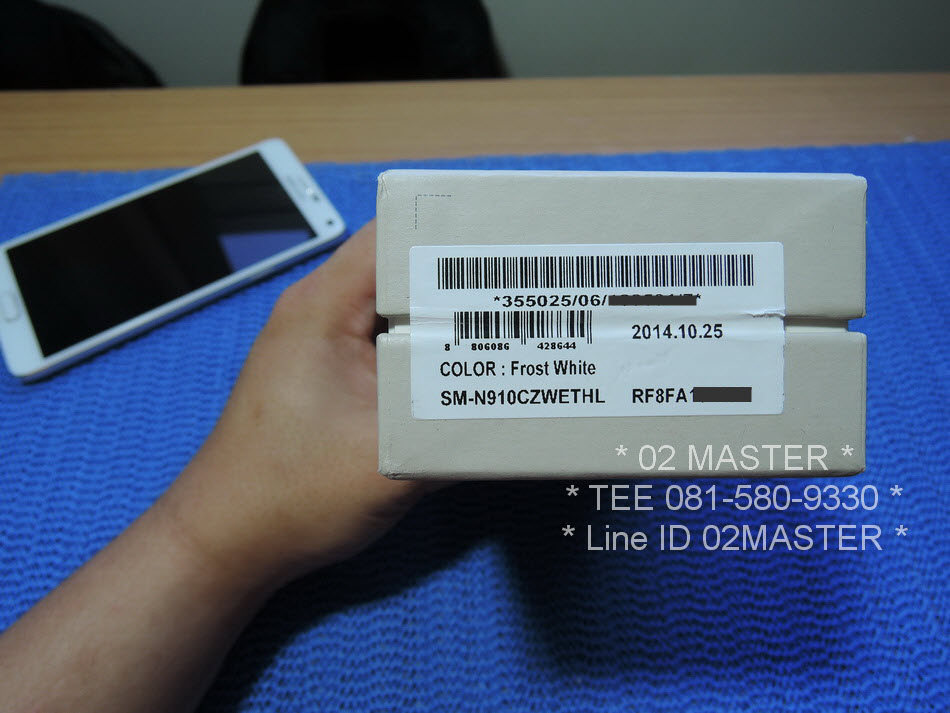 *355025/06/
8 806086 428644
2014.10.25
COLOR : Frost White
SM-N910CZWETHL RF8FA1
* 02 MASTER *
* TEE 081-580-9330 *
* Line ID 02MASTER *